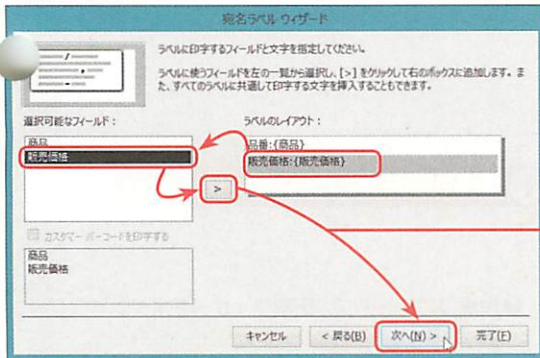 宛名ラベル ウィザード
ラベルに印字するフィールドと文字を指定してください。
ラベルに使うフィールドを左の一覧から選択し、[>] をクリックして右のボックスに追加します。ま
た、すべてのラベルに共通して印字する文字を挿入することもできます。
選択可能なフィールド:
ラベルのレイアウト:
商品
販売価格
品番:{商品}
販売価格:{販売価格}
>
カスタマー バーコードを印字する
商品
販売価格
キャンセル
< 戻る(B)
次へ(N) >
完了(F)